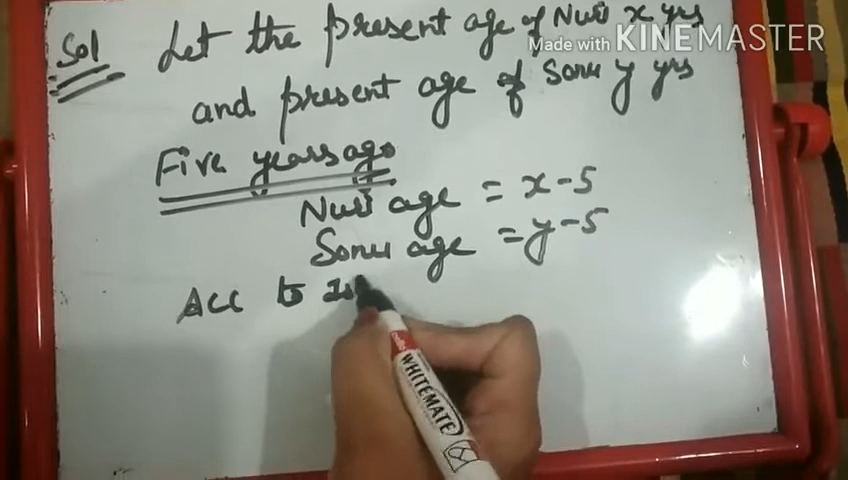 Sol Let the present age of Nuri x yrs
Made with KINEMASTER
and present age of Sonu y yrs
Five years ago
Nuri age = x-5
Sonu age = y-5
Acc to
WHITEMATE